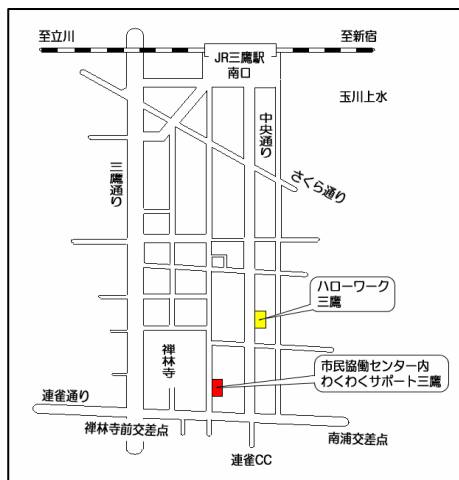 至立川
至新宿
JR三鷹駅
南口
玉川上水
中央通り
さくら通り
三鷹通り
ハローワーク
三鷹
禅林寺
市民協働センター内
わくわくサポート三鷹
連雀通り
禅林寺前交差点
南浦交差点
連雀CC